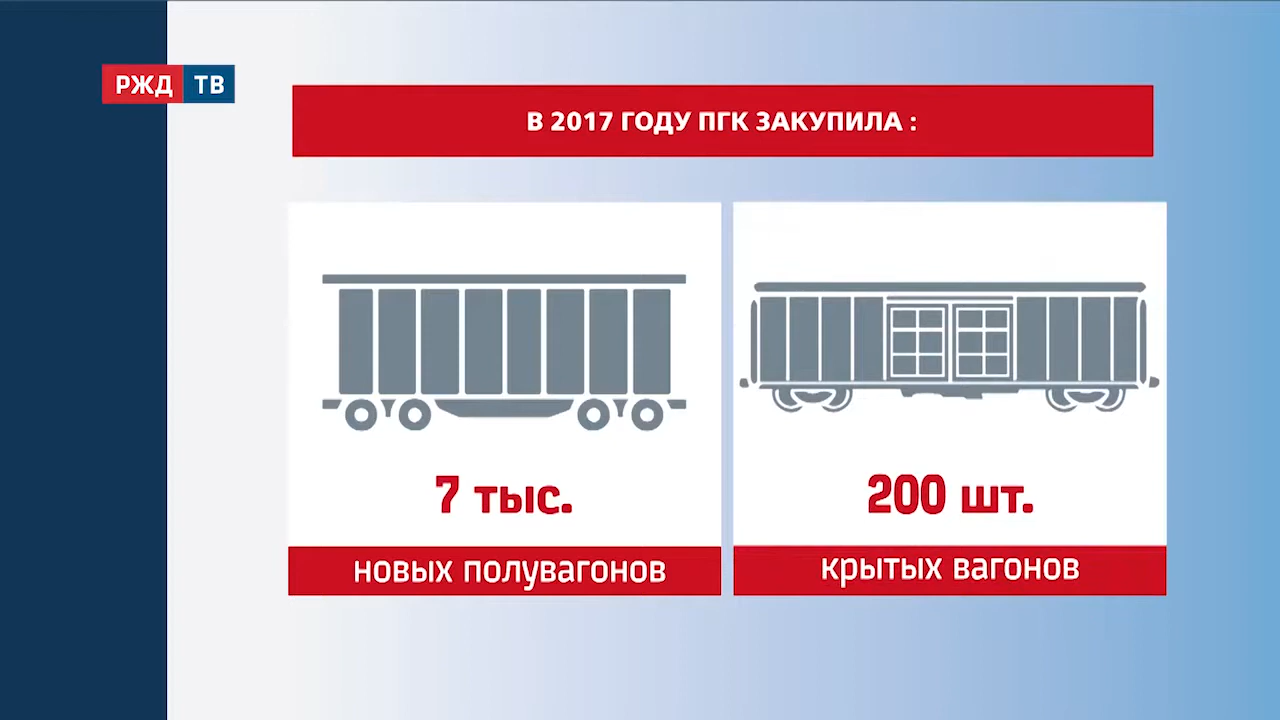 РЖД ТВ
В 2017 ГОДУ ПГК ЗАКУПИЛА :
7 тыс.
новых полувагонов
200 шт.
крытых вагонов